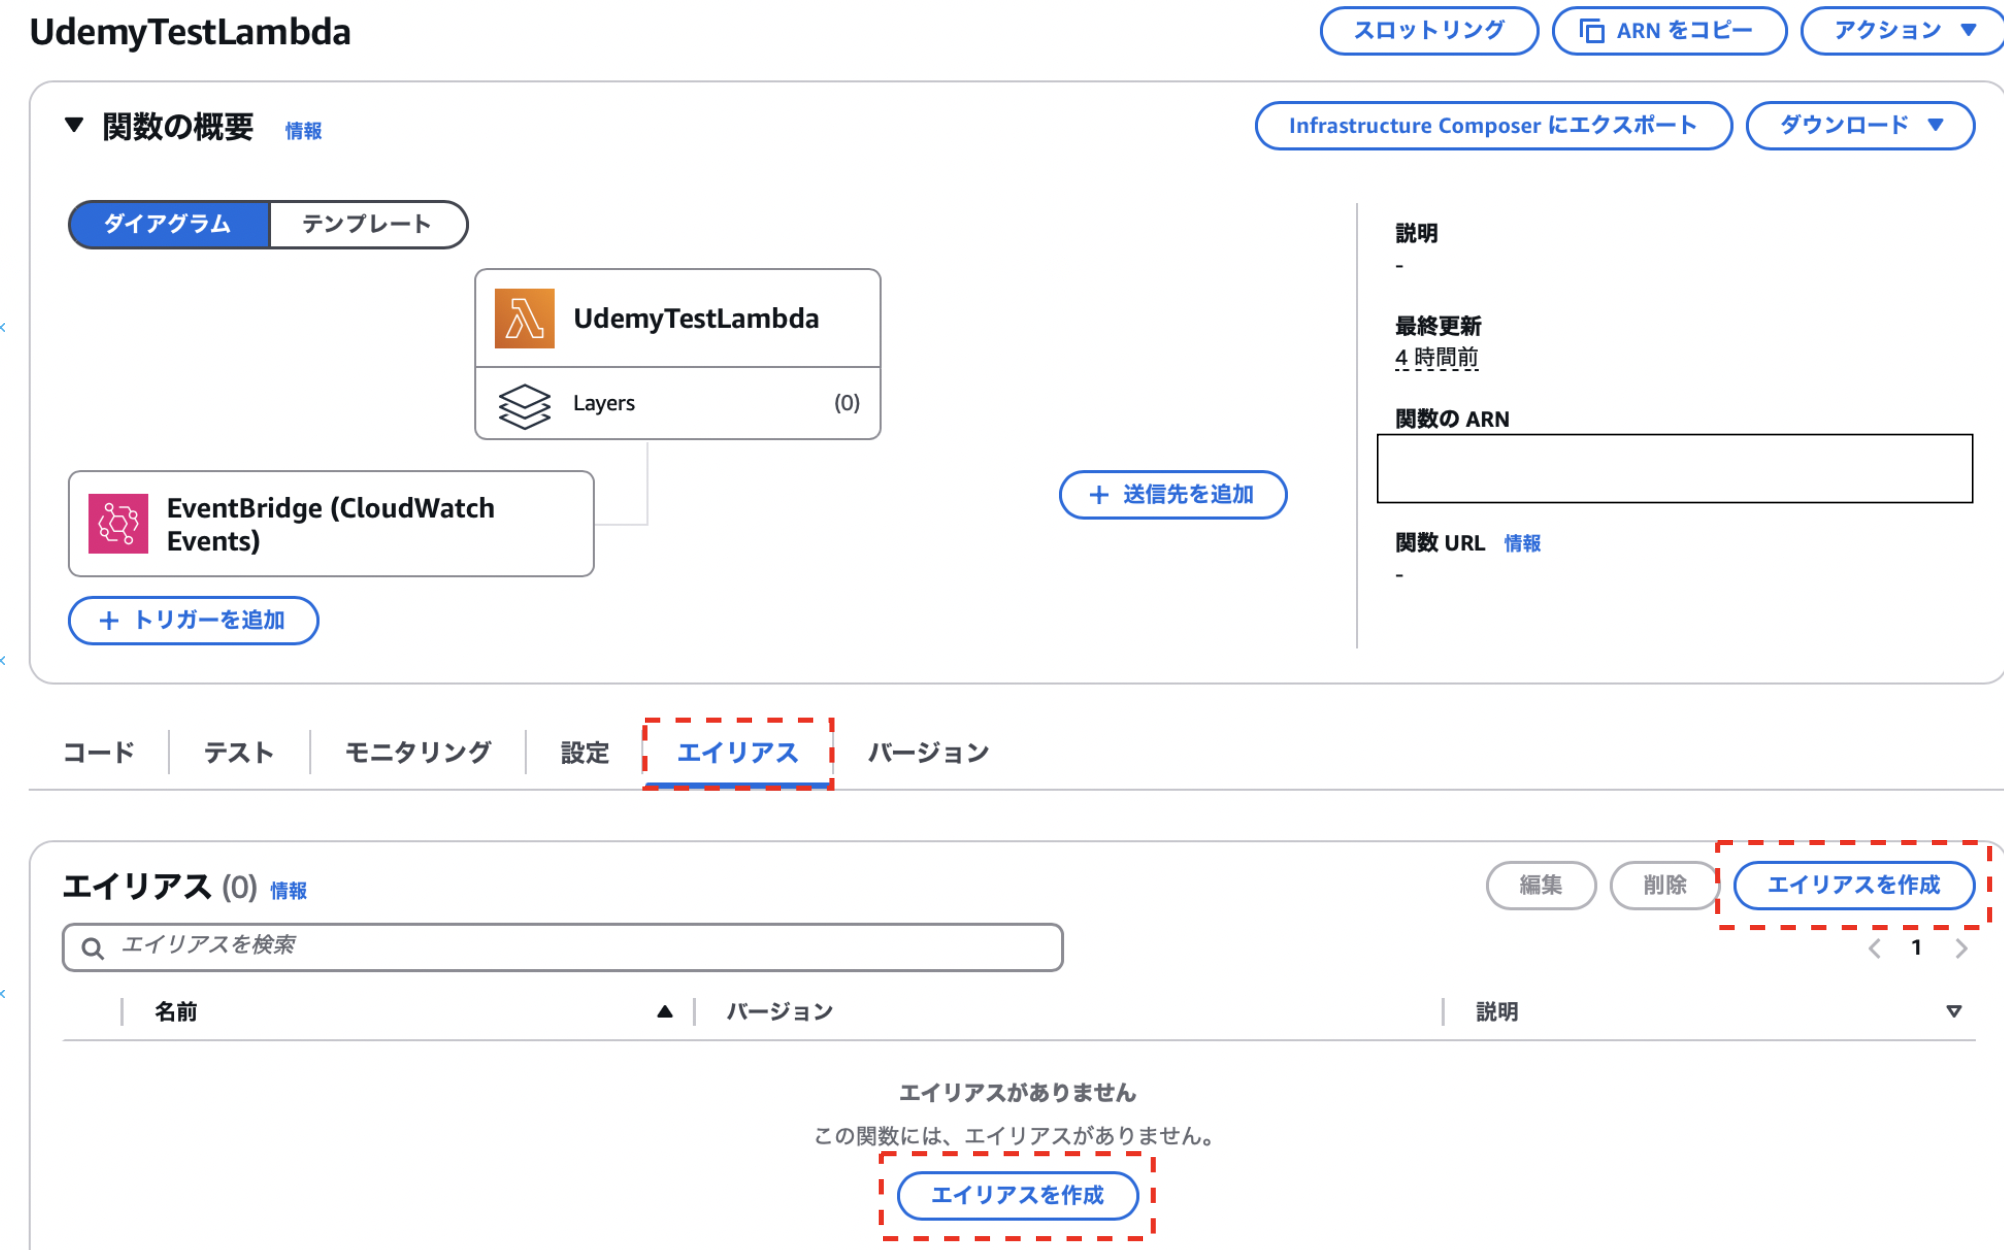 UdemyTestLambda
スロットリング
ARN をコピー
アクション
関数の概要 情報
Infrastructure Composer にエクスポート
ダウンロード
ダイアグラム
テンプレート
UdemyTestLambda
Layers (0)
EventBridge (CloudWatch
Events)
+ トリガーを追加
+ 送信先を追加
説明
-
最終更新
4 時間前
関数の ARN
関数 URL 情報
-
コード
テスト
モニタリング
設定
エイリアス
バージョン
エイリアス (0) 情報
編集
削除
エイリアスを作成
エイリアスを検索
1
名前
バージョン
説明
エイリアスがありません
この関数には、エイリアスがありません。
エイリアスを作成